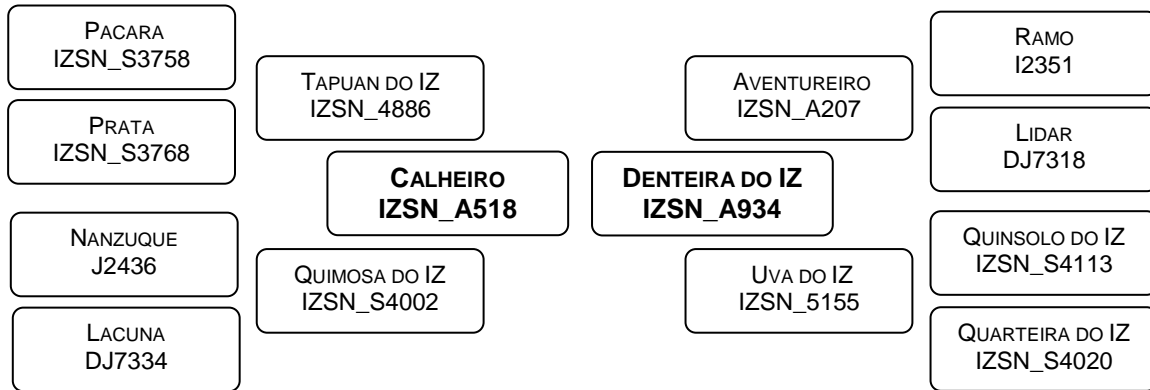 PACARA
IZSN_S3758
PRATA
IZSN_S3768
NANZUQUE
J2436
LACUNA
DJ7334
TAPUAN DO IZ
IZSN_4886
QUIMOSA DO IZ
IZSN_S4002
CALHEIRO
IZSN_A518
DENTEIRA DO IZ
IZSN_A934
AVENTUREIRO
IZSN_A207
UVA DO IZ
IZSN_5155
RAMO
I2351
LIDAR
DJ7318
QUINSOLO DO IZ
IZSN_S4113
QUARTEIRA DO IZ
IZSN_S4020